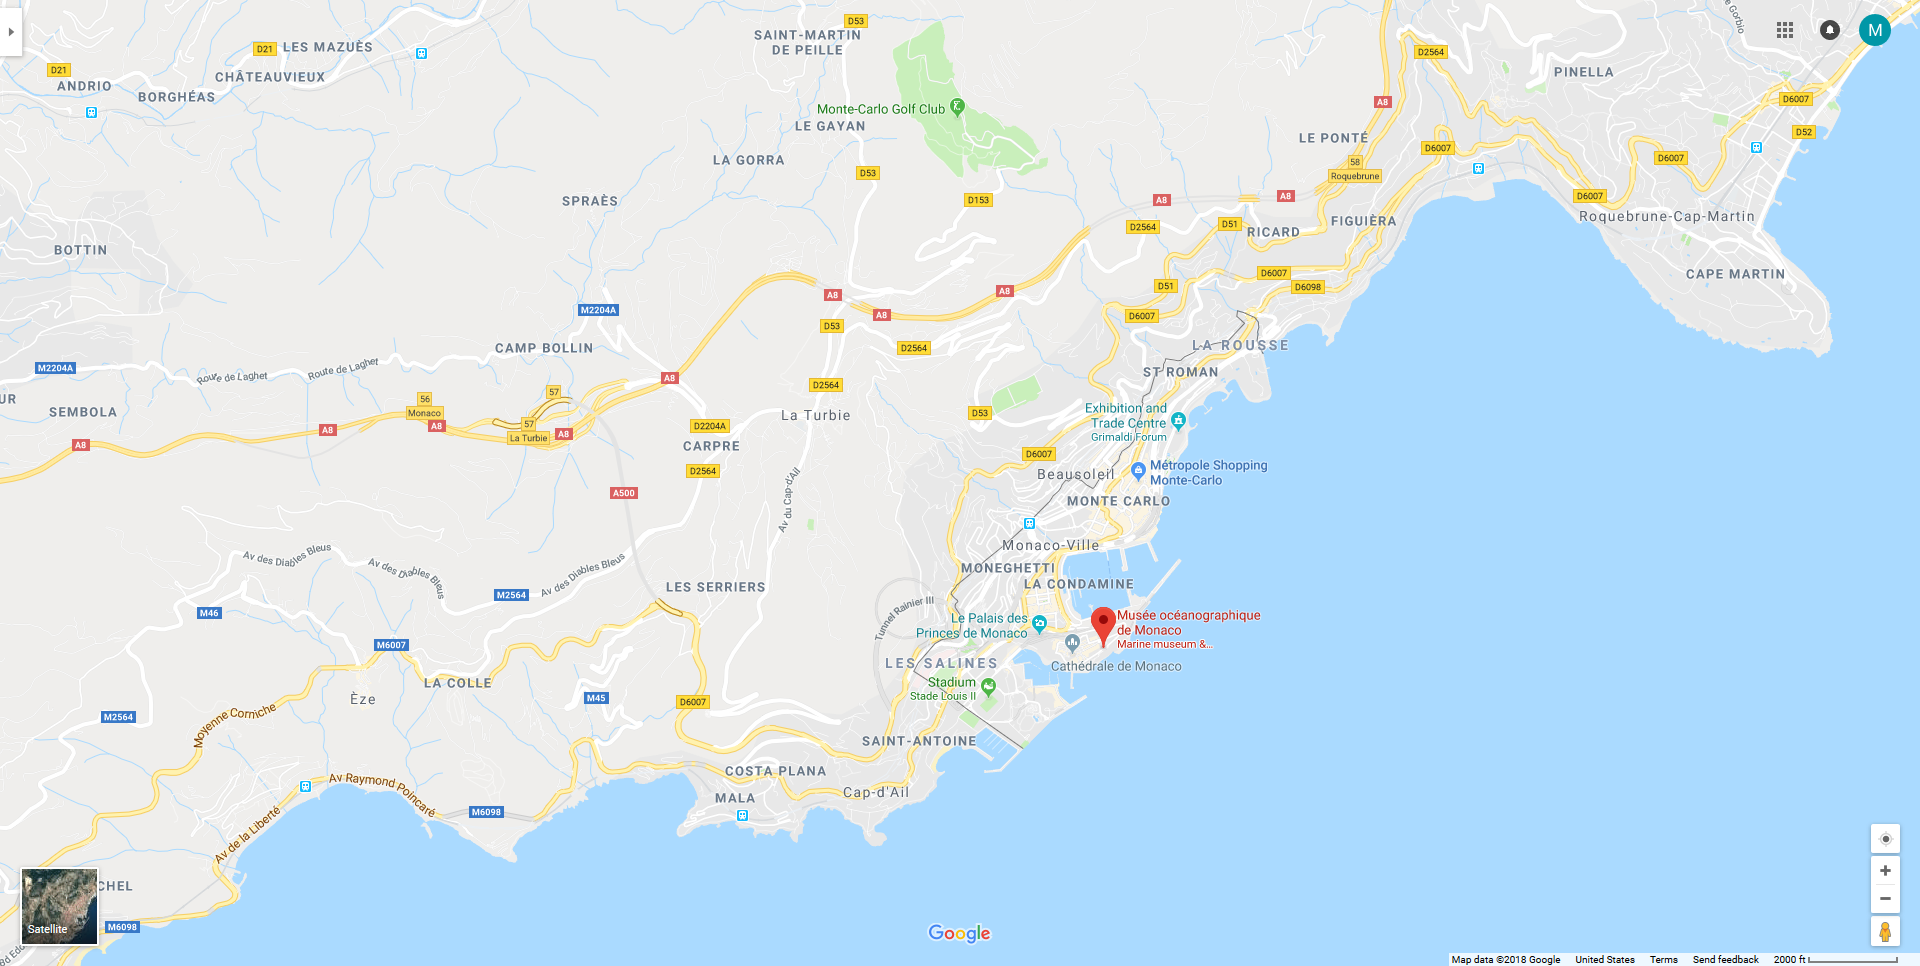 D53
SAINT-MARTIN
DE PEILLE
D21
LES MAZUÈS
D21
ANDRIO
CHÂTEAUVIEUX
BORGHÉAS
Monte-Carlo Golf Club
LE GAYAN
LA GORRA
D53
SPRAÈS
D153
BOTTIN
M
D2564
PINELLA
A8
D6007
D52
LE PONTÉ
D6007
58
Roquebrune
D6007
D6007
Roquebrune-Cap-Martin
CAPE MARTIN
A8
A8
D2564
D51
RICARD
FIGUIÈRA
D6007
D6098
D51
D6007
A8
A8
A8
M2204A
D53
D2564
CAMP BOLLIN
LA ROUSSE
ST ROMAN
M2204A
Route de Laghet
Route de Laghet
A8
D2564
57
56
Monaco
UR
SEMBOLA
A8
A8
A8
57
La Turbie
A8
La Turbie
D53
D2204A
CARPRE
D2564
Exhibition and
Trade Centre
Grimaldi Forum
D6007
Beausoleil
Métropole Shopping
Monte-Carlo
MONTE CARLO
A500
Av du Cap-d'Ail
Monaco-Ville
MONEGHETTI
LA CONDAMINE
Av des Diables Bleus
Av des Diables Bleus
Av des Diables Bleus
M2564
LES SERRIERS
M46
Tunnel Rainier III
Le Palais des
Princes de Monaco
Musée océanographique
de Monaco
Marine museum &...
Cathédrale de Monaco
M6007
LES SALINES
LA COLLE
Èze
M45
D6007
Stadium
Stade Louis II
M2564
Moyenne Corniche
SAINT-ANTOINE
COSTA PLANA
MALA
Cap-d'Ail
Av Raymond Poincaré
M6098
Av de la Liberté
CHEL
Satellite
M6098
Bd Edo
Google
Map data ©2018 Google
United States
Terms
Send feedback
2000 ft